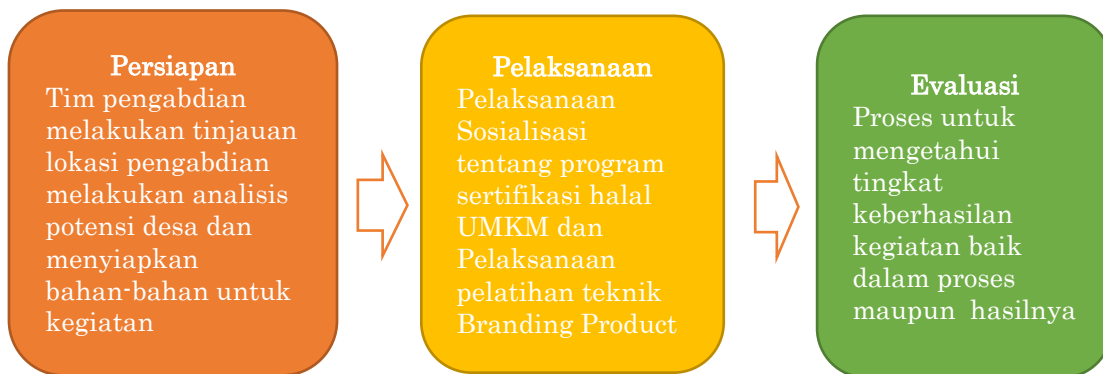 Persiapan
Tim pengabdian
melakukan tinjauan
lokasi pengabdian
melakukan analisis
potensi desa dan
menyiapkan
bahan-bahan untuk
kegiatan
Pelaksanaan
Pelaksanaan
Sosialisasi
tentang program
sertifikasi halal
UMKM dan
Pelaksanaan
pelatihan teknik
Branding Product
Evaluasi
Proses untuk
mengetahui
tingkat
keberhasilan
kegiatan baik
dalam proses
maupun hasilnya